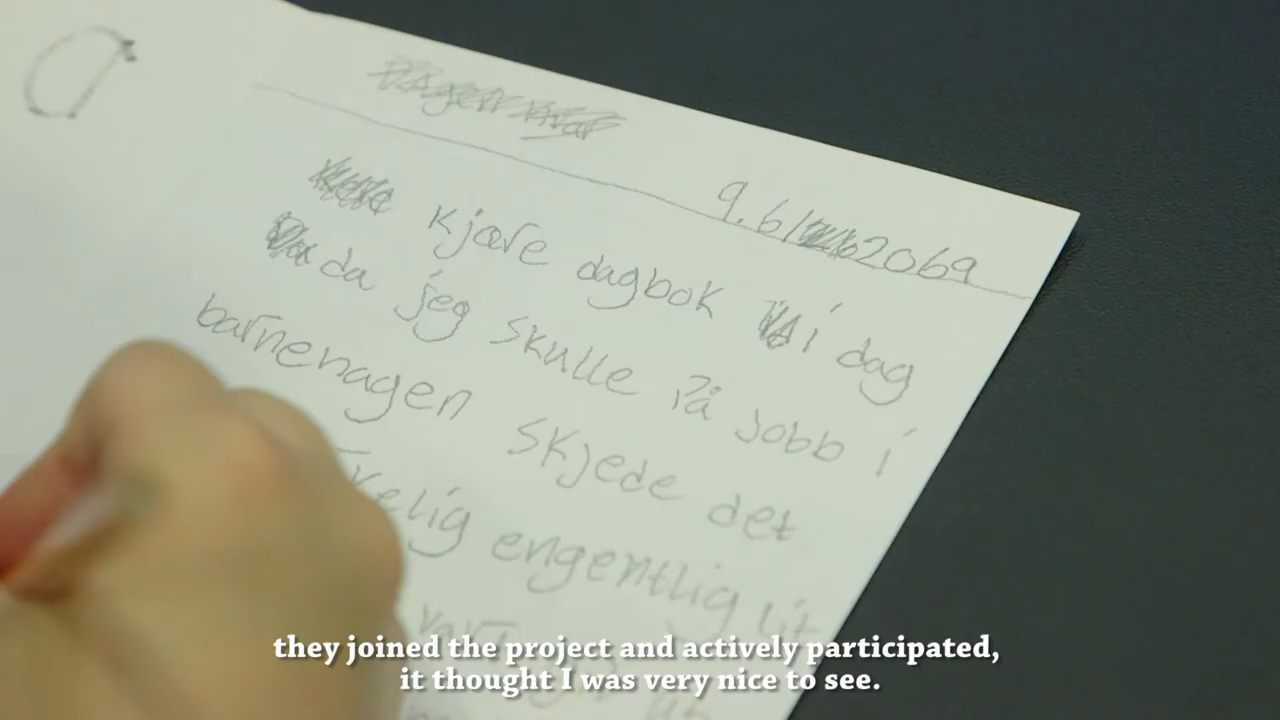 9.6/2069
kjære dagbok i dag
da jeg skulle på jobb i
barnehagen skjede det
engentlig lit
they joined the project and actively participated,
it thought I was very nice to see.